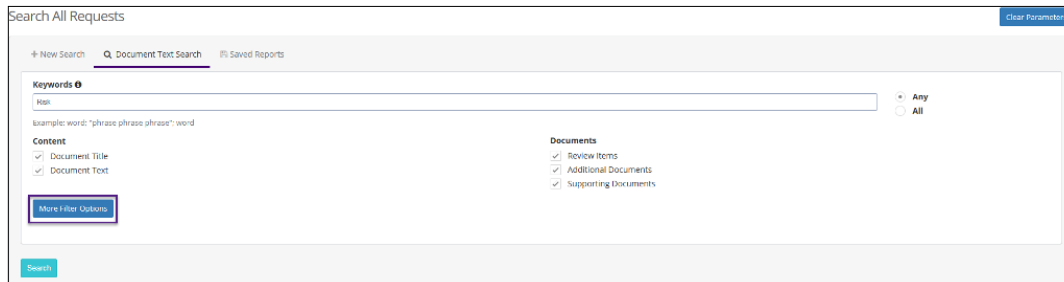 Search All Requests
Clear Parameter
+ New Search Document Text Search Saved Reports
Keywords
Risk
Any
All
Example: word: "phrase phrase phrase": word
Content
Documents
Document Title
Review Items
Document Text
Additional Documents
Supporting Documents
More Filter Options
Search